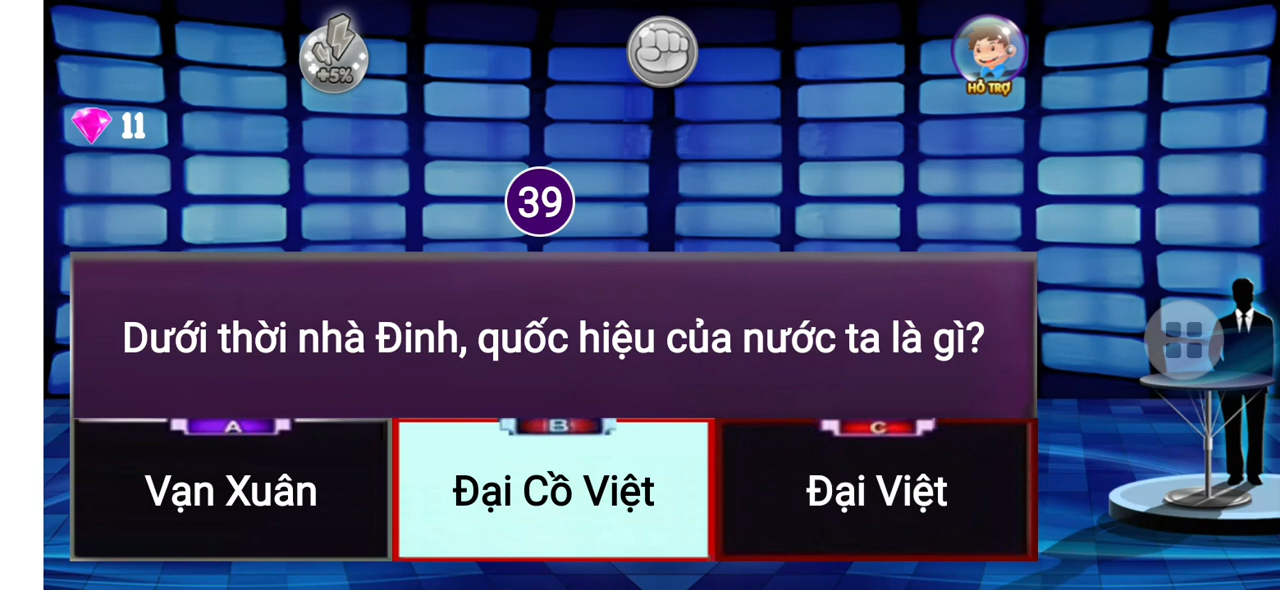 +5%
HỖ TRỢ
11
39
Dưới thời nhà Đinh, quốc hiệu của nước ta là gì?
A
B
C
Vạn Xuân
Đại Cồ Việt
Đại Việt